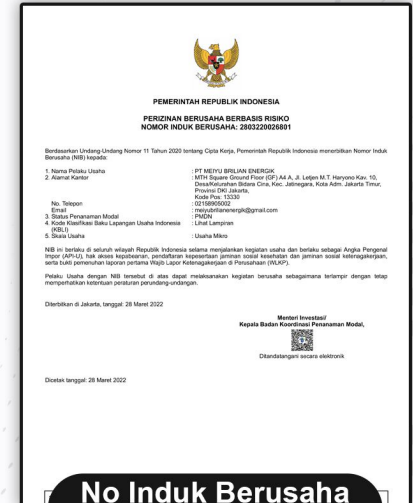 PEMERINTAH REPUBLIK INDONESIA
PERIZINAN BERUSAHA BERBASIS RISIKO
NOMOR INDUK BERUSAHA: 2803220026801
Berdasarkan Undang-Undang Nomor 11 Tahun 2020 tentang Cipta Kerja, Pemerintah Republik Indonesia menerbitkan Nomor Induk
Berusaha (NIB) kepada:
1. Nama Pelaku Usaha : PT MEIYU BRILIAN ENERGIK
2. Alamat Kantor : MTH Square Ground Floor (GF) A4 A, Jl. Letjen M.T. Haryono Kav. 10,
Desa/Kelurahan Bidara Cina, Kec. Jatinegara, Kota Adm. Jakarta Timur,
Provinsi DKI Jakarta,
Kode Pos: 13330
No. Telepon : 02158905002
Email : meiyubrilianenergik@gmail.com
3. Status Penanaman Modal : PMDN
4. Kode Klasifikasi Baku Lapangan Usaha Indonesia : Lihat Lampiran
(KBLI)
5. Skala Usaha : Usaha Mikro
NIB ini berlaku di seluruh wilayah Republik Indonesia selama menjalankan kegiatan usaha dan berlaku sebagai Angka Pengenal
Impor (API-U), hak akses kepabeanan, pendaftaran kepesertaan jaminan sosial kesehatan dan jaminan sosial ketenagakerjaan,
serta bukti pemenuhan laporan pertama Wajib Lapor Ketenagakerjaan di Perusahaan (WLKP).
Pelaku Usaha dengan NIB tersebut di atas dapat melaksanakan kegiatan berusaha sebagaimana terlampir dengan tetap
memperhatikan ketentuan peraturan perundang-undangan.
Diterbitkan di Jakarta, tanggal: 28 Maret 2022
Menteri Investasi/
Kepala Badan Koordinasi Penanaman Modal,
Ditandatangani secara elektronik
Dicetak tanggal: 28 Maret 2022
No Induk Berusaha